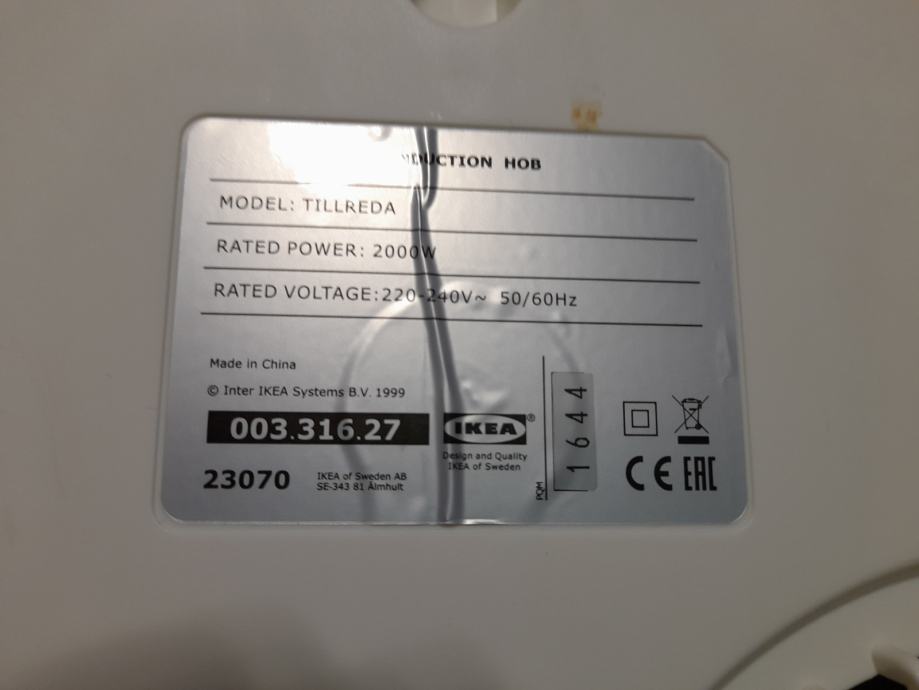 INDUCTION HOB
MODEL: TILLREDA
RATED POWER: 2000W
RATED VOLTAGE:220-240V~ 50/60Hz
Made in China
© Inter IKEA Systems B.V. 1999
003.316.27
IKEA®
Design and Quality
IKEA of Sweden
23070
IKEA of Sweden AB
SE-343 81 Älmhult
PQM
1644
CE EAC